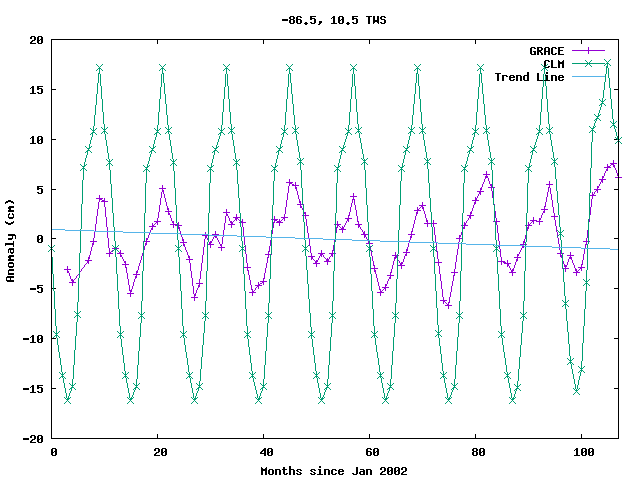 -86.5, 10.5 TWS
GRACE
CLM
Trend Line
20
15
10
5
0
-5
-10
-15
-20
Anomaly (cm)
0 20 40 60 80 100
Months since Jan 2002